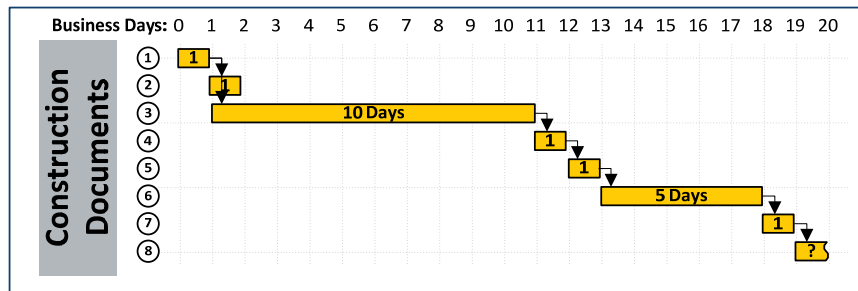 Business Days: 0 1 2 3 4 5 6 7 8 9 10 11 12 13 14 15 16 17 18 19 20
Construction
Documents
1 1
2 1
3 10 Days
4 1
5 1
6 5 Days
7 1
8 ?